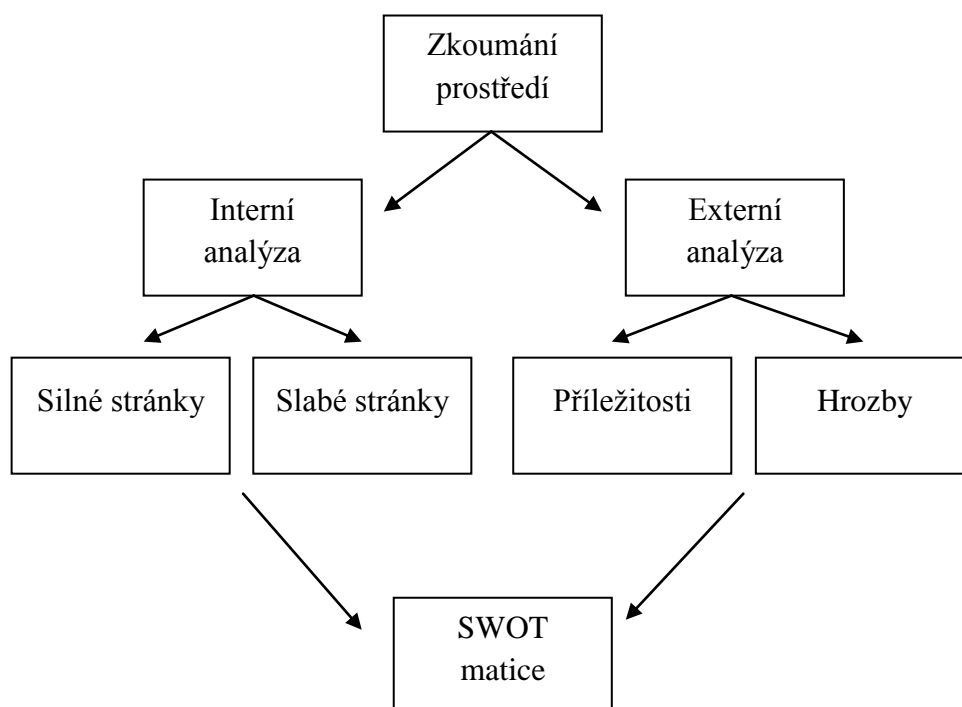 Zkoumání
prostředí
Interní
analýza
Externí
analýza
Silné stránky
Slabé stránky
Příležitosti
Hrozby
SWOT
matice